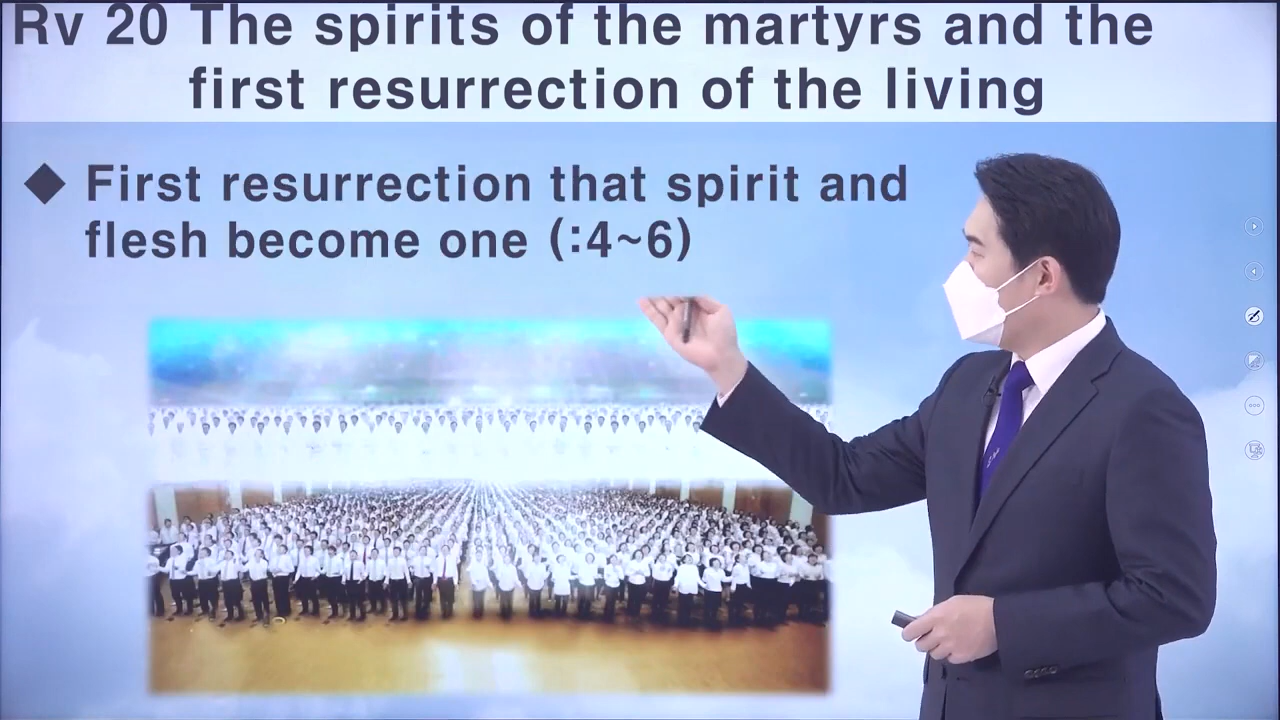 Rv 20 The spirits of the martyrs and the
first resurrection of the living
◆ First resurrection that spirit and
flesh become one (:4~6)